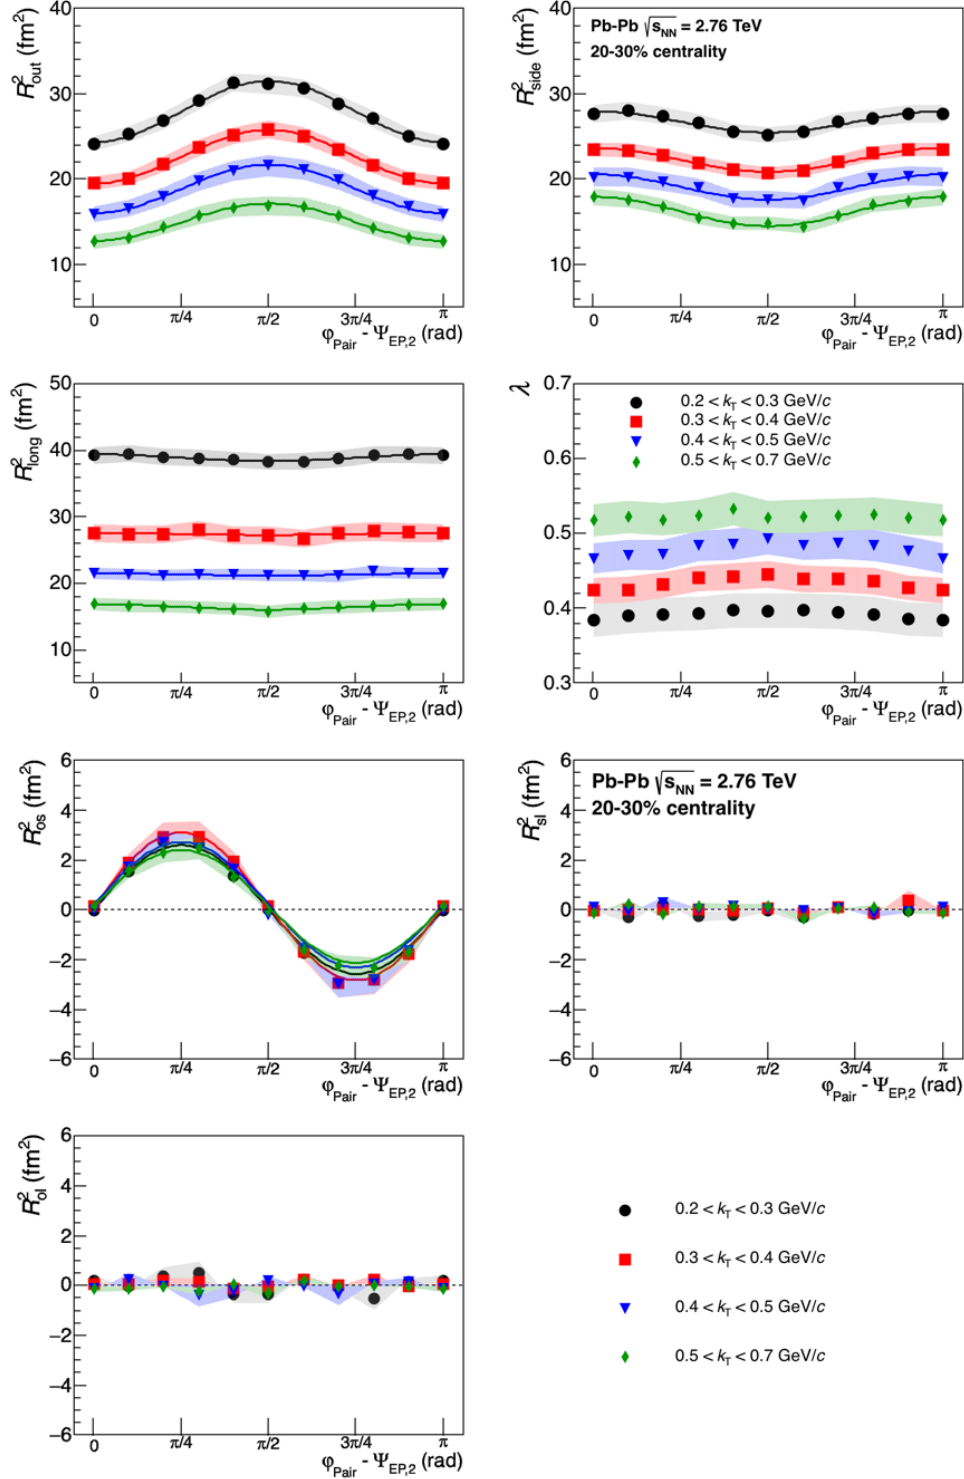 R²out (fm²)
40
30
20
10
0 π/4 π/2 3π/4 π
φPair - ΨEP,2 (rad)
R²side (fm²)
Pb-Pb √sNN = 2.76 TeV
20-30% centrality
40
30
20
10
0 π/4 π/2 3π/4 π
φPair - ΨEP,2 (rad)
R²long (fm²)
50
40
30
20
10
0 π/4 π/2 3π/4 π
φPair - ΨEP,2 (rad)
λ
0.7
0.6
0.5
0.4
0.3
0.2 < kT < 0.3 GeV/c
0.3 < kT < 0.4 GeV/c
0.4 < kT < 0.5 GeV/c
0.5 < kT < 0.7 GeV/c
0 π/4 π/2 3π/4 π
φPair - ΨEP,2 (rad)
R²os (fm²)
6
4
2
0
−2
−4
−6
0 π/4 π/2 3π/4 π
φPair - ΨEP,2 (rad)
R²sl (fm²)
Pb-Pb √sNN = 2.76 TeV
20-30% centrality
6
4
2
0
−2
−4
−6
0 π/4 π/2 3π/4 π
φPair - ΨEP,2 (rad)
R²ol (fm²)
6
4
2
0
−2
−4
−6
0 π/4 π/2 3π/4 π
φPair - ΨEP,2 (rad)
0.2 < kT < 0.3 GeV/c
0.3 < kT < 0.4 GeV/c
0.4 < kT < 0.5 GeV/c
0.5 < kT < 0.7 GeV/c